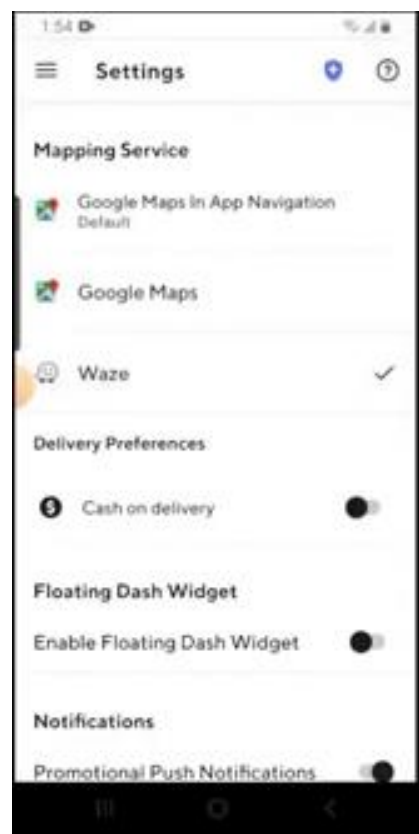 1:54
Settings
Mapping Service
Google Maps In App Navigation
Default
Google Maps
Waze
Delivery Preferences
Cash on delivery
Floating Dash Widget
Enable Floating Dash Widget
Notifications
Promotional Push Notifications